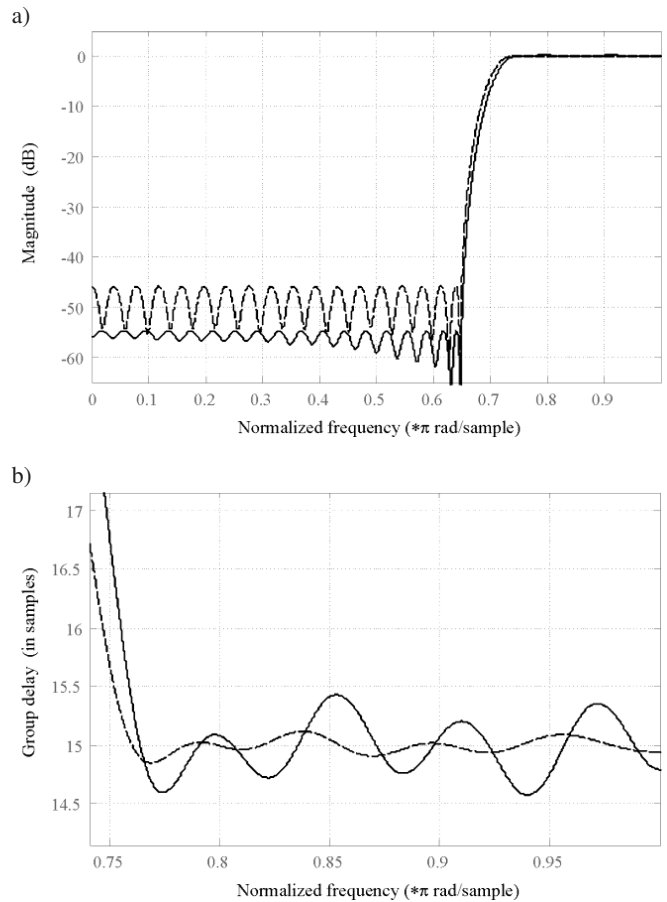 a)
0
-10
-20
-30
-40
-50
-60
Magnitude (dB)
0 0.1 0.2 0.3 0.4 0.5 0.6 0.7 0.8 0.9
Normalized frequency (*π rad/sample)
b)
17
16.5
16
15.5
15
14.5
Group delay (in samples)
0.75 0.8 0.85 0.9 0.95
Normalized frequency (*π rad/sample)